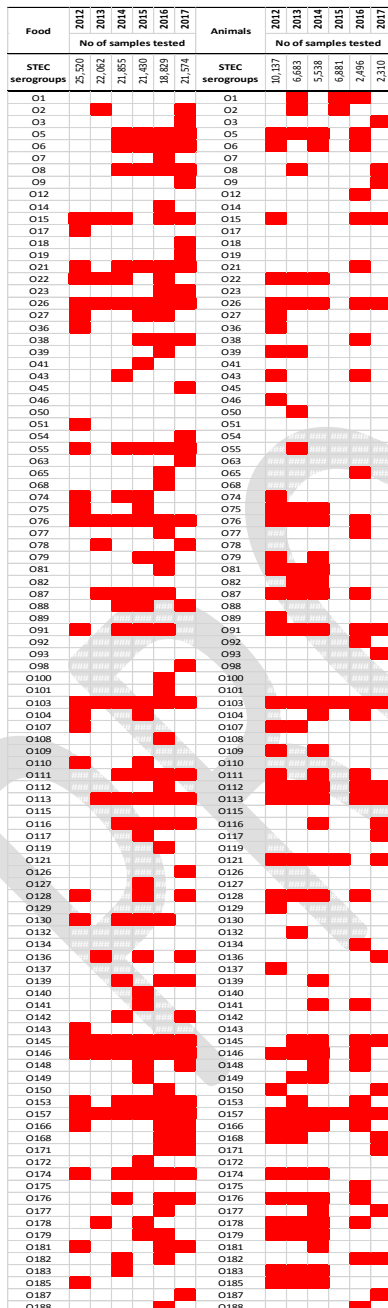 Food 2012 2013 2014 2015 2016 2017 Animals 2012 2013 2014 2015 2016 2017
No of samples tested No of samples tested
STEC serogroups 25,520 22,062 21,855 21,430 18,829 21,574 STEC serogroups 10,137 6,683 5,538 6,881 2,496 2,310
O1 O1
O2 O2
O3 O3
O5 O5
O6 O6
O7 O7
O8 O8
O9 O9
O12 O12
O14 O14
O15 O15
O17 O17
O18 O18
O19 O19
O21 O21
O22 O22
O23 O23
O26 O26
O27 O27
O36 O36
O38 O38
O39 O39
O41 O41
O43 O43
O45 O45
O46 O46
O50 O50
O51 O51
O54 O54
O55 O55
O63 O63
O65 O65
O68 O68
O74 O74
O75 O75
O76 O76
O77 O77
O78 O78
O79 O79
O81 O81
O82 O82
O87 O87
O88 O88
O89 O89
O91 O91
O92 O92
O93 O93
O98 O98
O100 O100
O101 O101
O103 O103
O104 O104
O107 O107
O108 O108
O109 O109
O110 O110
O111 O111
O112 O112
O113 O113
O115 O115
O116 O116
O117 O117
O119 O119
O121 O121
O126 O126
O127 O127
O128 O128
O129 O129
O130 O130
O132 O132
O134 O134
O136 O136
O137 O137
O139 O139
O140 O140
O141 O141
O142 O142
O143 O143
O145 O145
O146 O146
O148 O148
O149 O149
O150 O150
O153 O153
O157 O157
O166 O166
O168 O168
O171 O171
O172 O172
O174 O174
O175 O175
O176 O176
O177 O177
O178 O178
O179 O179
O181 O181
O182 O182
O183 O183
O185 O185
O187 O187
O188 O188